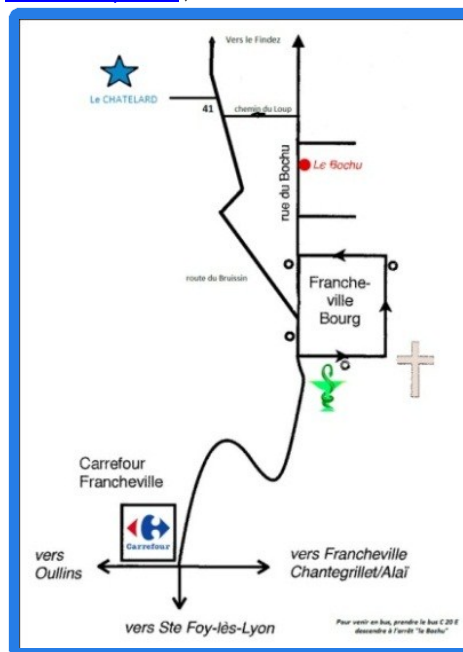 Vers le Findez
Le CHATELARD
41
chemin du Loup
rue du Bochu
Le Bochu
route du Bruissin
Franche-
ville
Bourg
Carrefour
Francheville
Carrefour
vers
Oullins
vers Francheville
Chantegrillet/Alaï
vers Ste Foy-lès-Lyon
Pour venir en bus, prendre le bus C 20 E
descendre à l'arrêt "le Bochu"